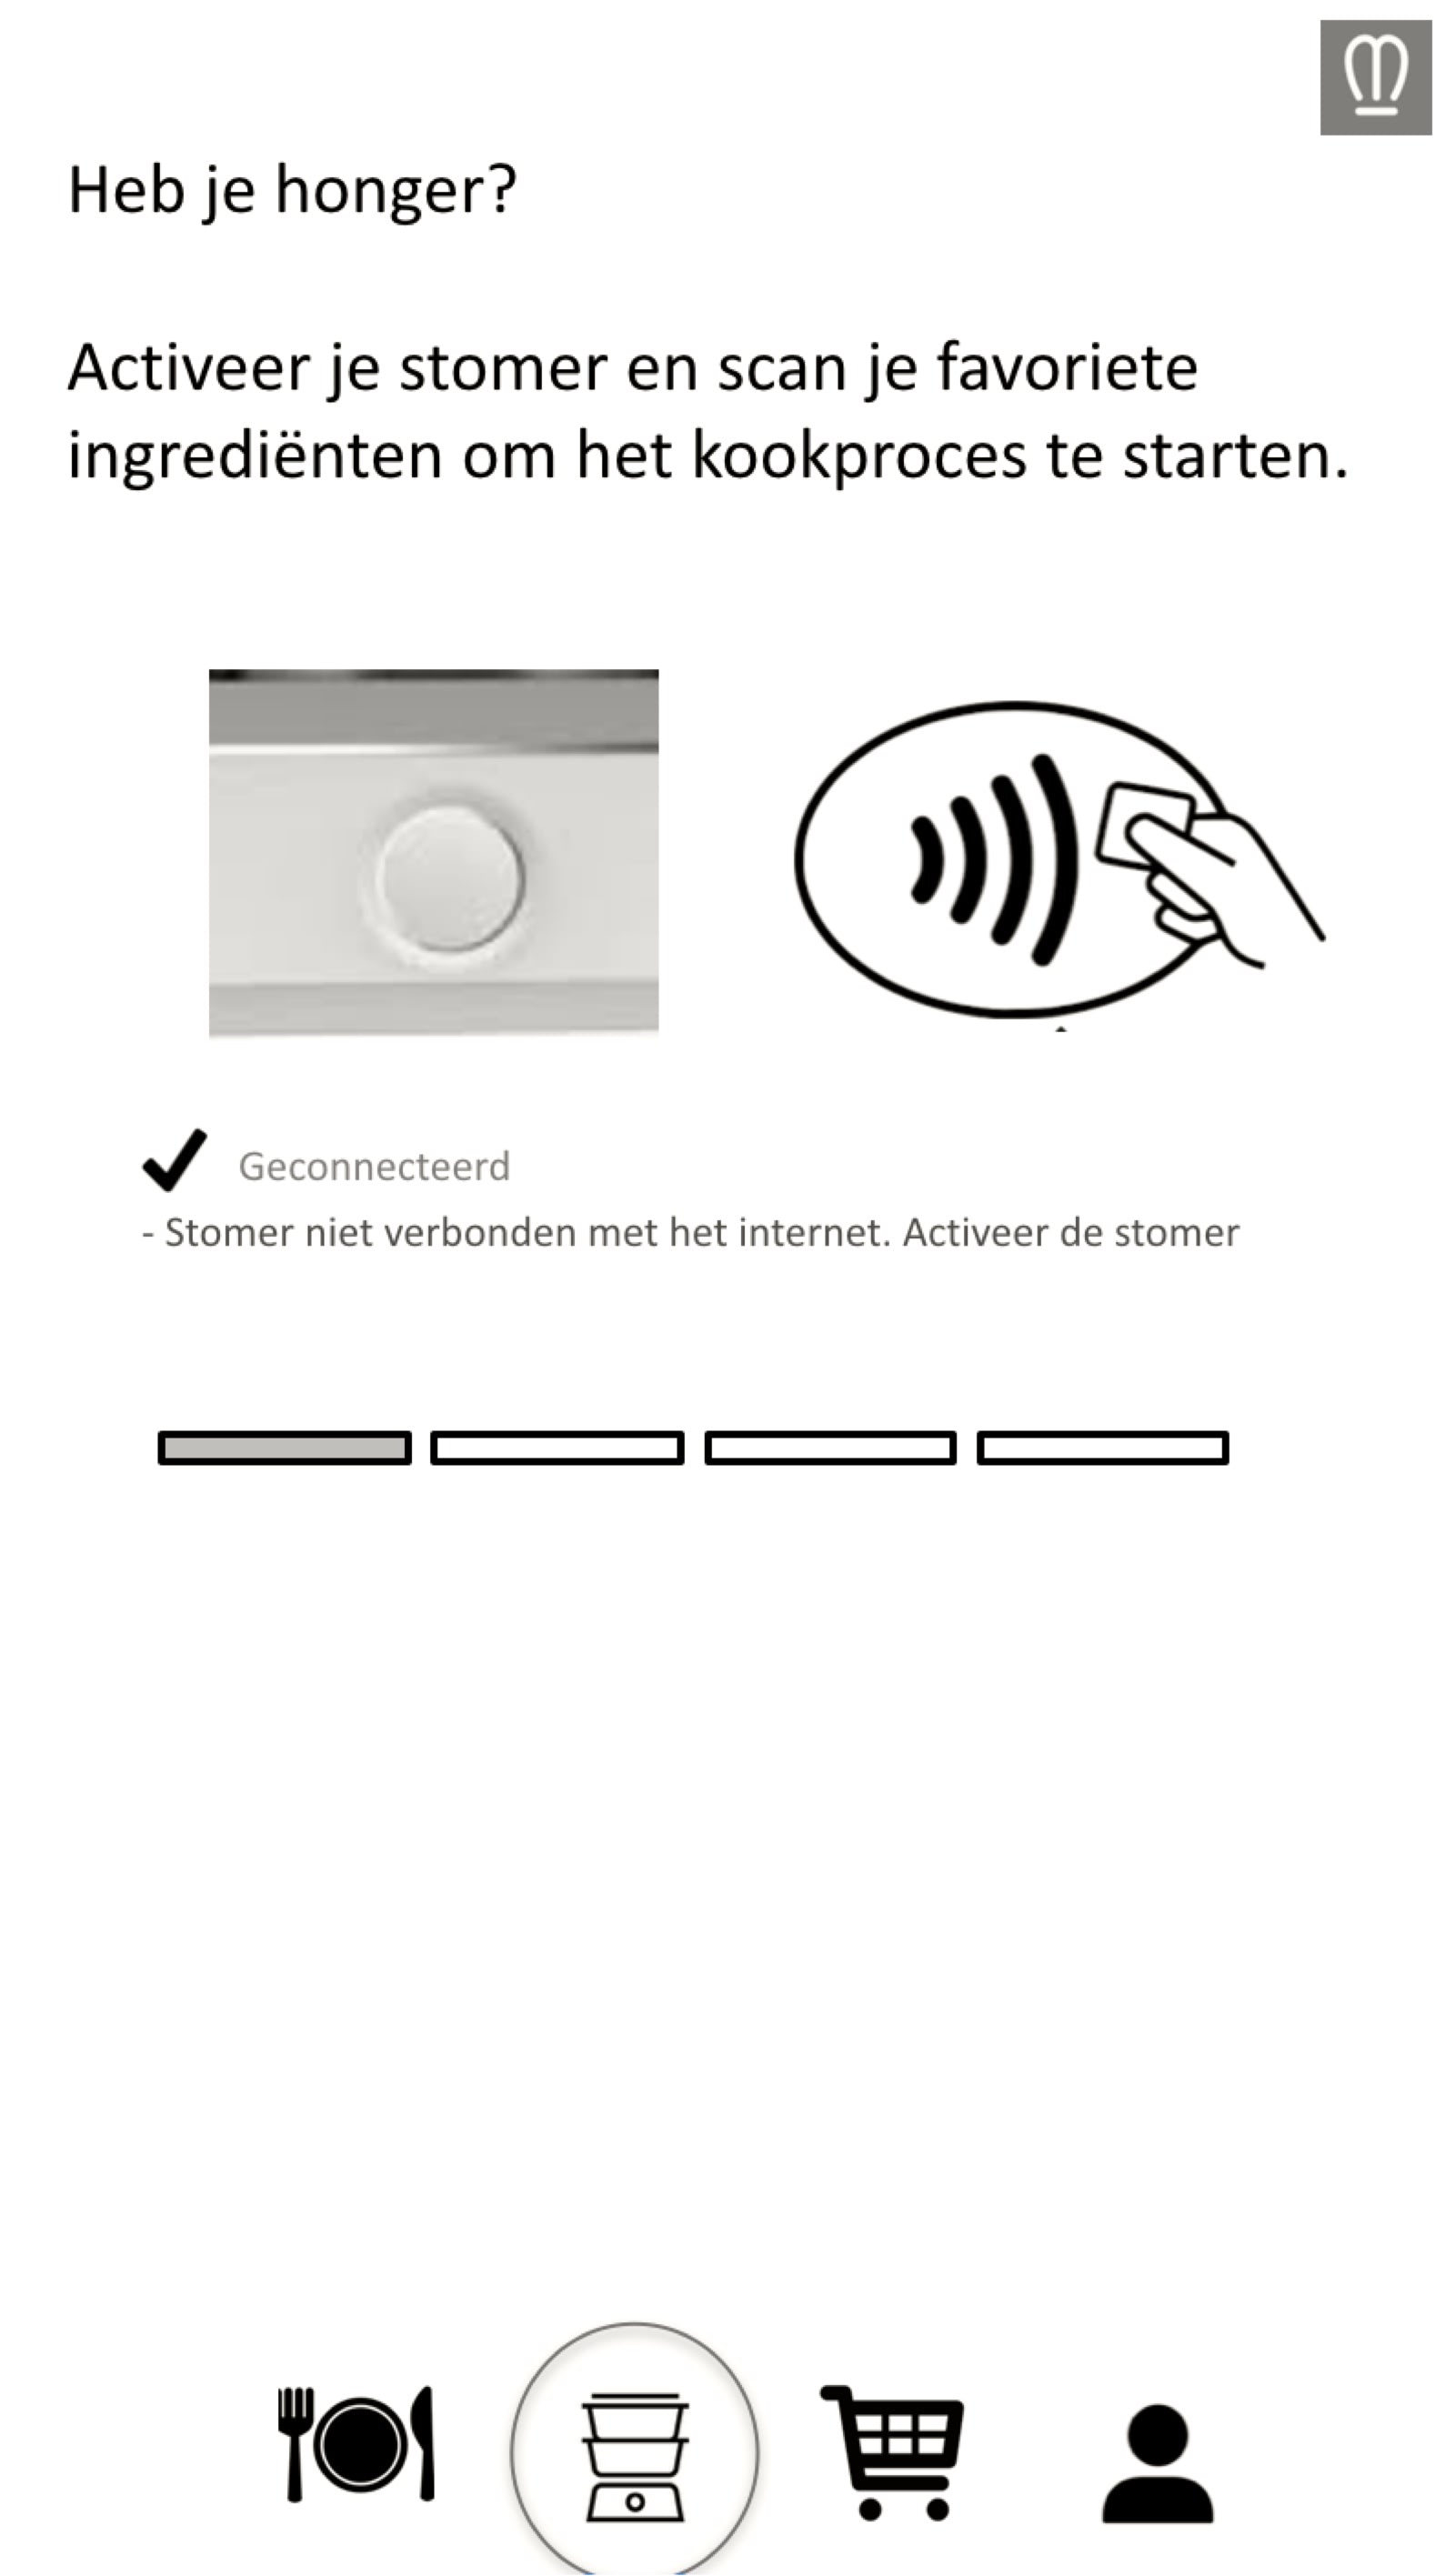 Heb je honger?
Activeer je stomer en scan je favoriete
ingrediënten om het kookproces te starten.
Geconnecteerd
- Stomer niet verbonden met het internet. Activeer de stomer